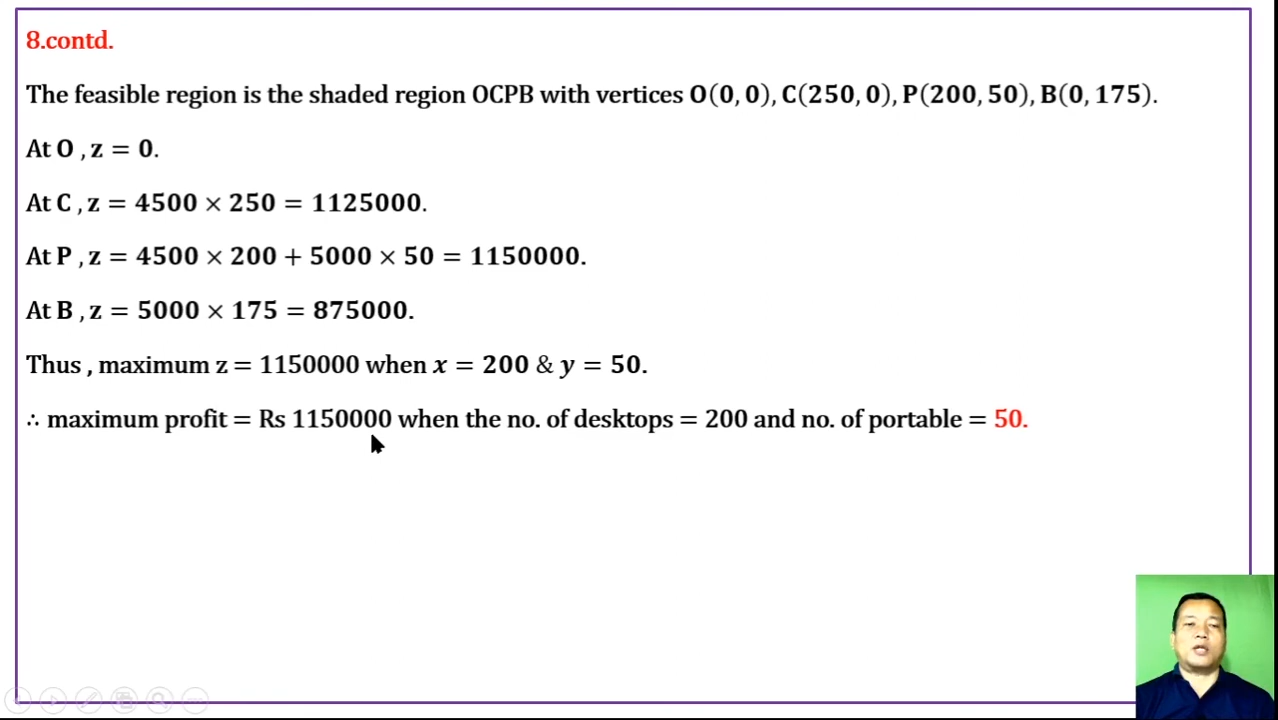 8.contd.
The feasible region is the shaded region OCPB with vertices O(0, 0), C(250, 0), P(200, 50), B(0, 175).
At O , z = 0.
At C , z = 4500 × 250 = 1125000.
At P , z = 4500 × 200 + 5000 × 50 = 1150000.
At B , z = 5000 × 175 = 875000.
Thus , maximum z = 1150000 when x = 200 & y = 50.
∴ maximum profit = Rs 1150000 when the no. of desktops = 200 and no. of portable = 50.